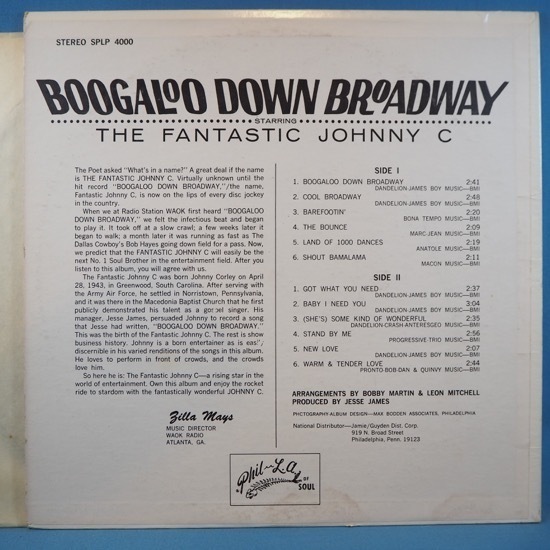 STEREO SPLP 4000
BOOGALOO DOWN BROADWAY
STARRING
THE FANTASTIC JOHNNY C
The Poet asked "What's in a name?" A great deal if the name
is THE FANTASTIC JOHNNY C. Virtually unknown until the
hit record "BOOGALOO DOWN BROADWAY," the name,
Fantastic Johnny C, is now on the lips of every disc jockey
in the country.
When we at Radio Station WAOK first heard "BOOGALOO
DOWN BROADWAY," we felt the infectious beat and began
to play it. It took off at a slow crawl; a few weeks later it
began to walk; a month later it was running as fast as The
Dallas Cowboy's Bob Hayes going down field for a pass. Now,
we predict that the FANTASTIC JOHNNY C will easily be the
next No. 1 Soul Brother in the entertainment field. After you
listen to this album, you will agree with us.
The Fantastic Johnny C was born Johnny Corley on April
28, 1943, in Greenwood, South Carolina. After serving with
the Army Air Force, he settled in Norristown, Pennsylvania,
and it was there in the Macedonia Baptist Church that he first
publicly demonstrated his talent as a gospel singer. His
manager, Jesse James, persuaded Johnny to record a song
that Jesse had written, "BOOGALOO DOWN BROADWAY."
This was the birth of the Fantastic Johnny C. The rest is show
business history. Johnny is a born entertainer as is easily
discernible in his varied renditions of the songs in this album.
He loves to perform in front of crowds, and the crowds
love him.
So here he is: The Fantastic Johnny C—a rising star in the
world of entertainment. Own this album and enjoy the rocket
ride to stardom with the fantastically wonderful JOHNNY C.
Zilla Mays
MUSIC DIRECTOR
WAOK RADIO
ATLANTA, GA.
SIDE I
1. BOOGALOO DOWN BROADWAY 2:41
DANDELION-JAMES BOY MUSIC—BMI
2. COOL BROADWAY 2:48
DANDELION-JAMES BOY MUSIC—BMI
3. BAREFOOTIN' 2:20
BONA TEMPO MUSIC—BMI
4. THE BOUNCE 2:09
MARC-JEAN MUSIC—BMI
5. LAND OF 1000 DANCES 2:19
ANATOLE MUSIC—BMI
6. SHOUT BAMALAMA 2:11
MACON MUSIC—BMI
SIDE II
1. GOT WHAT YOU NEED 2:37
DANDELION-JAMES BOY MUSIC—BMI
2. BABY I NEED YOU 3:04
DANDELION-JAMES BOY MUSIC—BMI
3. (SHE'S) SOME KIND OF WONDERFUL 2:35
DANDELION-CRASH-ANTERESGEO MUSIC—BMI
4. STAND BY ME 2:56
PROGRESSIVE-TRIO MUSIC—BMI
5. NEW LOVE 2:07
DANDELION-JAMES BOY MUSIC—BMI
6. WARM & TENDER LOVE 2:44
PRONTO-BOB-DAN & QUINVY MUSIC—BMI
ARRANGEMENTS BY BOBBY MARTIN & LEON MITCHELL
PRODUCED BY JESSE JAMES
PHOTOGRAPHY-ALBUM DESIGN—MAX BODDEN ASSOCIATES, PHILADELPHIA
National Distributor—Jamie/Guyden Dist. Corp.
919 N. Broad Street
Philadelphia, Penn. 19123
Phil-L.A.
OF
SOUL